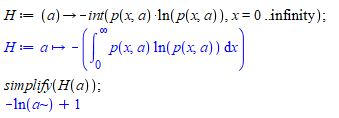 H := (a)→-int(p(x, a)·ln(p(x, a)), x = 0 ..infinity);
H := a ↦ -(∫₀^∞ p(x, a) ln(p(x, a)) dx)
simplify(H(a));
-ln(a~) + 1